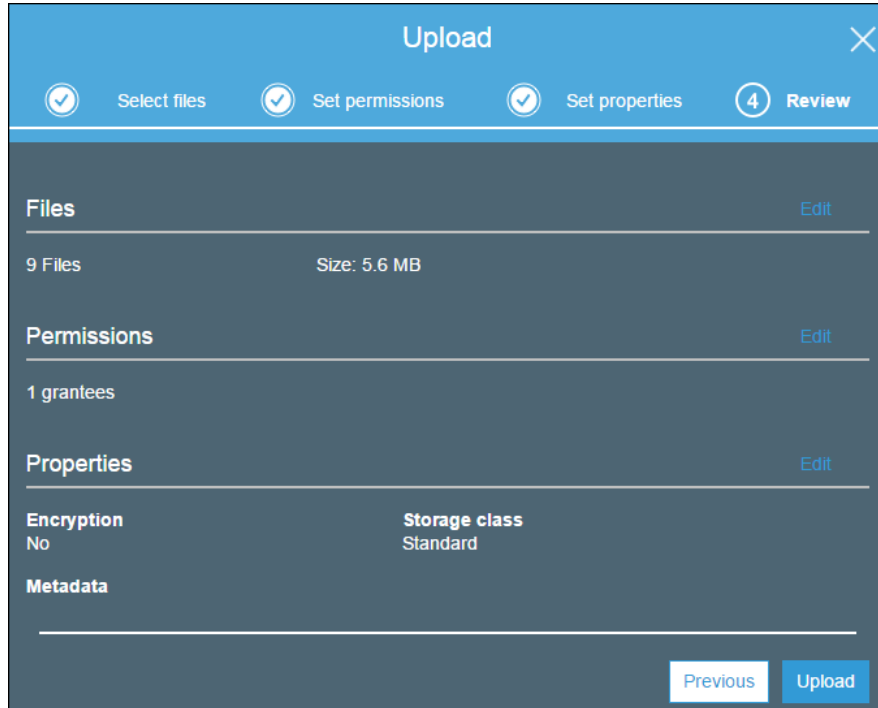 Upload
Select files Set permissions Set properties 4 Review
Files Edit
9 Files Size: 5.6 MB
Permissions Edit
1 grantees
Properties Edit
Encryption Storage class
No Standard
Metadata
Previous Upload